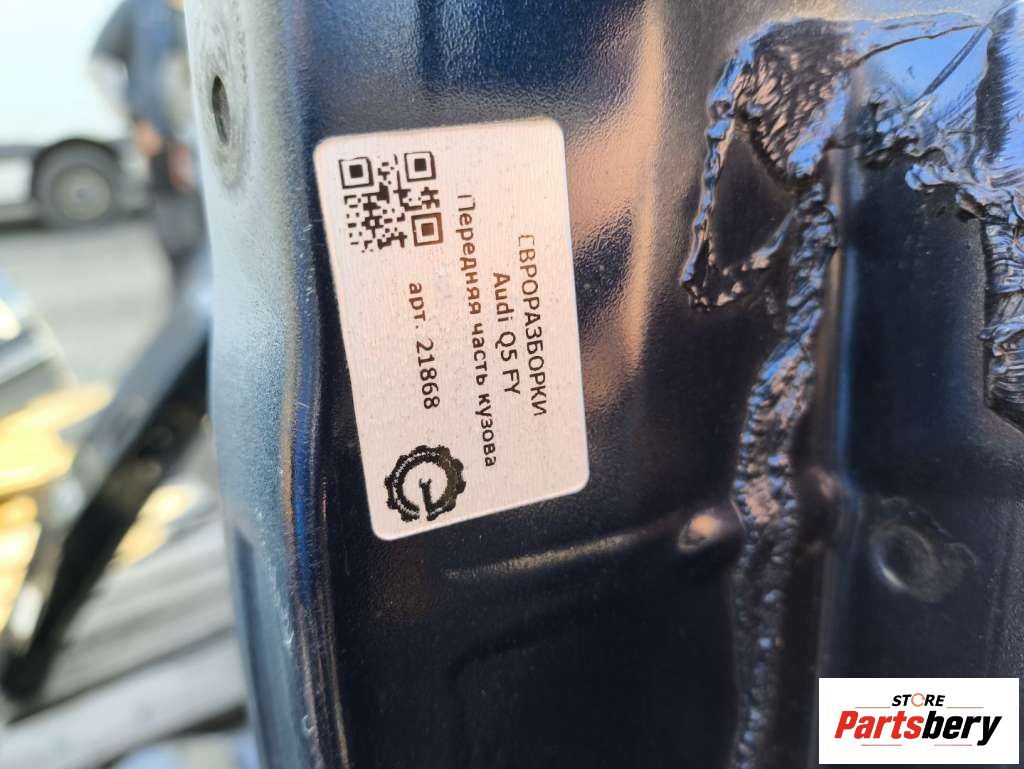 ЕВРОРАЗБОРКИ
Audi Q5 FY
Передняя часть кузова
арт. 21868
STORE
Partsbery